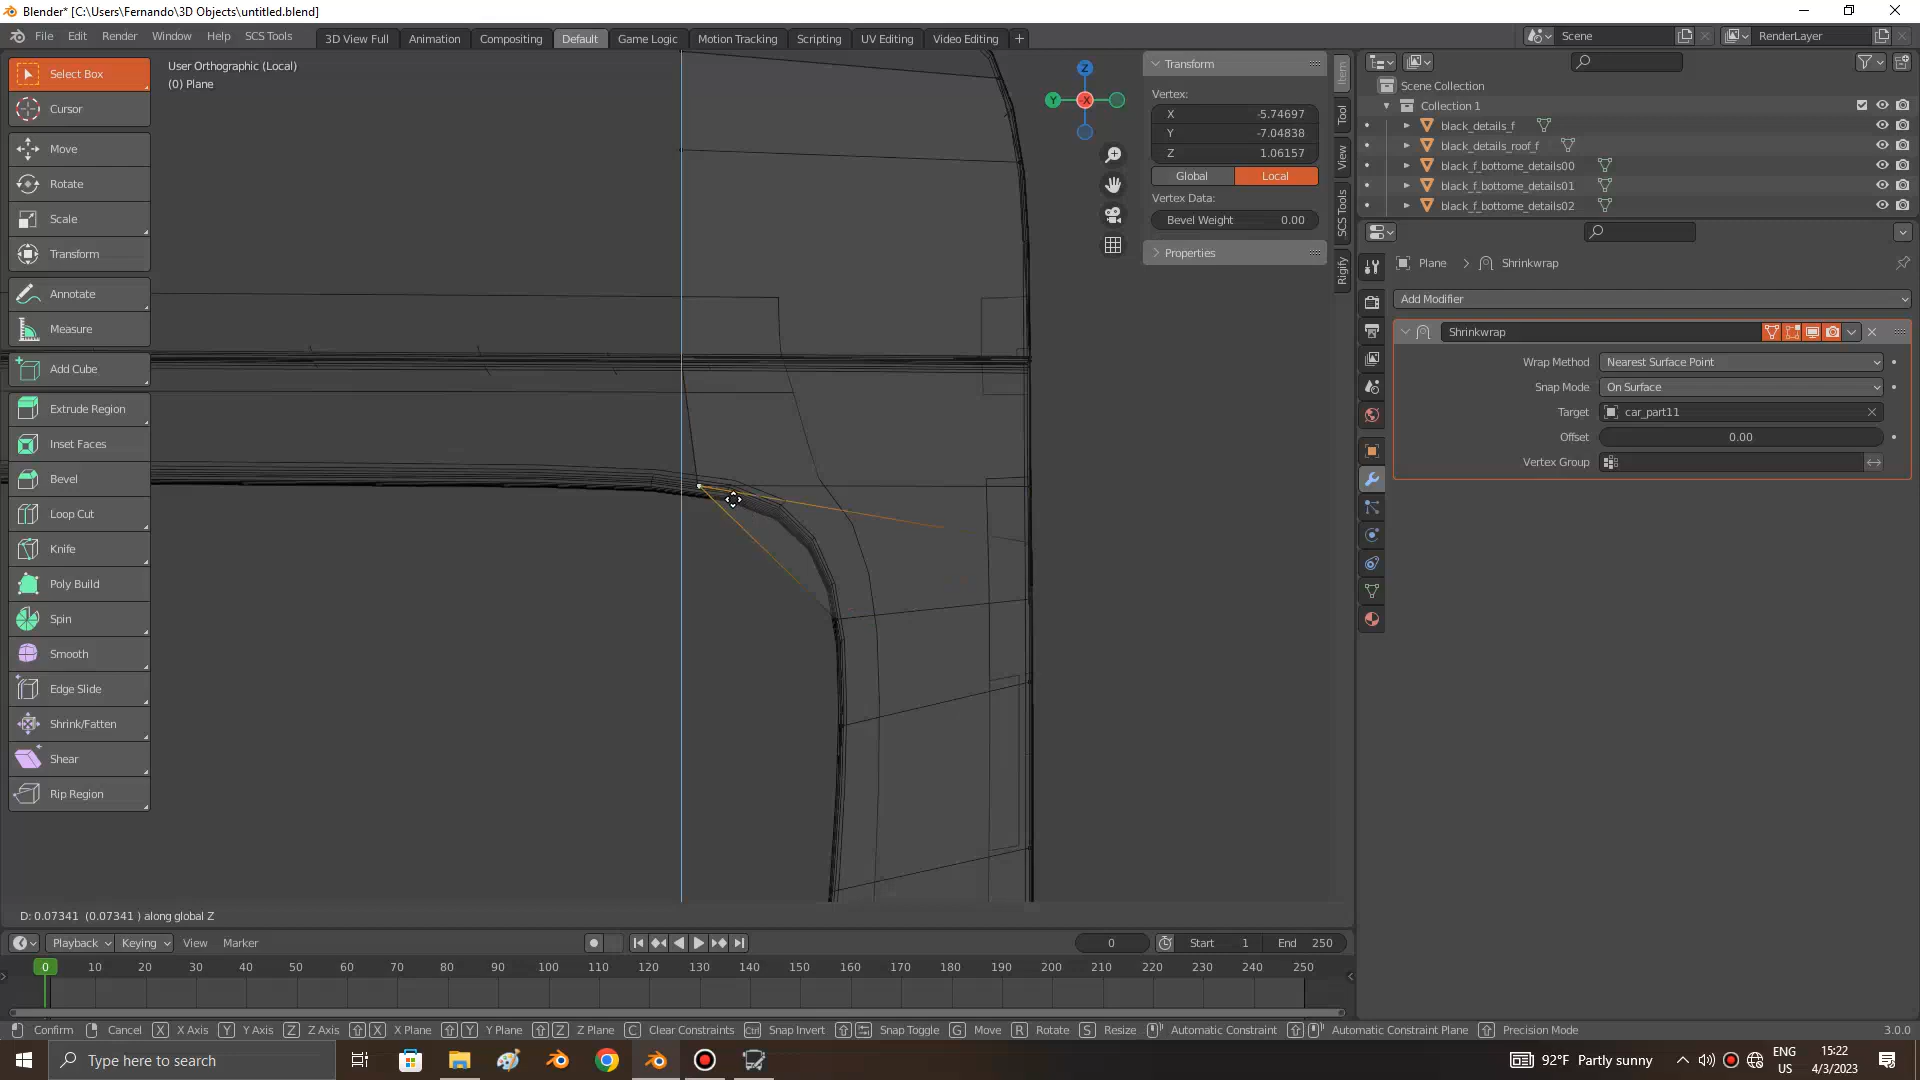 Blender* [C:\Users\Fernando\3D Objects\untitled.blend]
File Edit Render Window Help SCS Tools 3D View Full Animation Compositing Default Game Logic Motion Tracking Scripting UV Editing Video Editing + Scene RenderLayer
Select Box
Cursor
Move
Rotate
Scale
Transform
Annotate
Measure
Add Cube
Extrude Region
Inset Faces
Bevel
Loop Cut
Knife
Poly Build
Spin
Smooth
Edge Slide
Shrink/Fatten
Shear
Rip Region
User Orthographic (Local)
(0) Plane
Z
Y
-X
Transform
Vertex:
X -5.74697
Y -7.04838
Z 1.06157
Global Local
Vertex Data:
Bevel Weight 0.00
Properties
Item
Tool
View
SCS Tools
Rigify
Scene Collection
Collection 1
black_details_f
black_details_roof_f
black_f_bottome_details00
black_f_bottome_details01
black_f_bottome_details02
Plane Shrinkwrap
Add Modifier
Shrinkwrap
Wrap Method Nearest Surface Point
Snap Mode On Surface
Target car_part11
Offset 0.00
Vertex Group
D: 0.07341 (0.07341 ) along global Z
Playback Keying View Marker 0 Start 1 End 250
0 10 20 30 40 50 60 70 80 90 100 110 120 130 140 150 160 170 180 190 200 210 220 230 240 250
Confirm Cancel X X Axis Y Y Axis Z Z Axis X X Plane Y Y Plane Z Z Plane C Clear Constraints Ctrl Snap Invert Snap Toggle G Move R Rotate S Resize Automatic Constraint Automatic Constraint Plane Precision Mode 3.0.0
Type here to search 92°F Partly sunny ENG US 15:22 4/3/2023